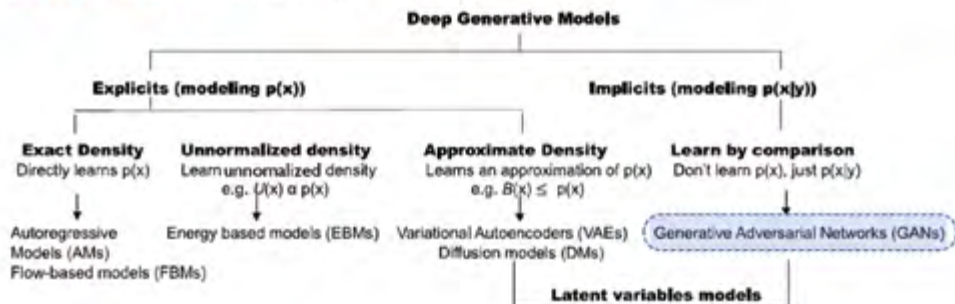 Deep Generative Models
Explicits (modeling p(x))
Implicits (modeling p(x|y))
Exact Density
Directly learns p(x)
Unnormalized density
Learn unnormalized density
e.g. U(x) α p(x)
Approximate Density
Learns an approximation of p(x)
e.g. B(x) ≤ p(x)
Learn by comparison
Don't learn p(x), just p(x|y)
Autoregressive
Models (AMs)
Flow-based models (FBMs)
Energy based models (EBMs)
Variational Autoencoders (VAEs)
Diffusion models (DMs)
Generative Adversarial Networks (GANs)
Latent variables models